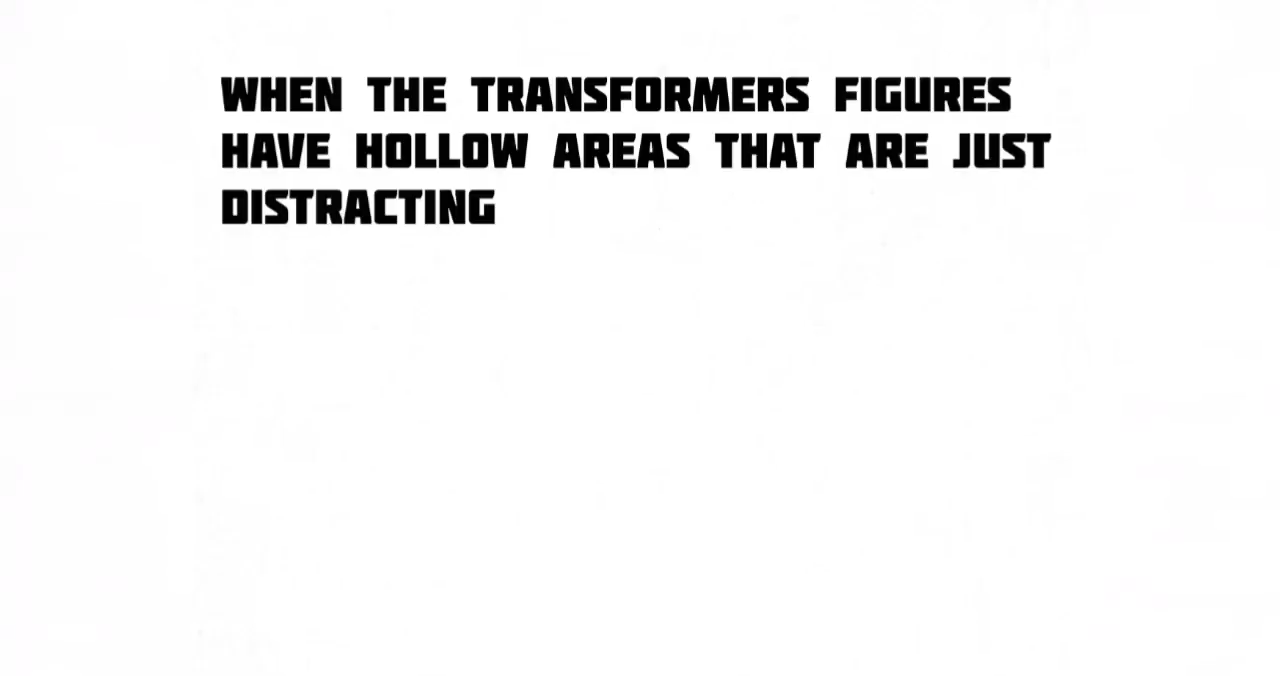 WHEN THE TRANSFORMERS FIGURES
HAVE HOLLOW AREAS THAT ARE JUST
DISTRACTING